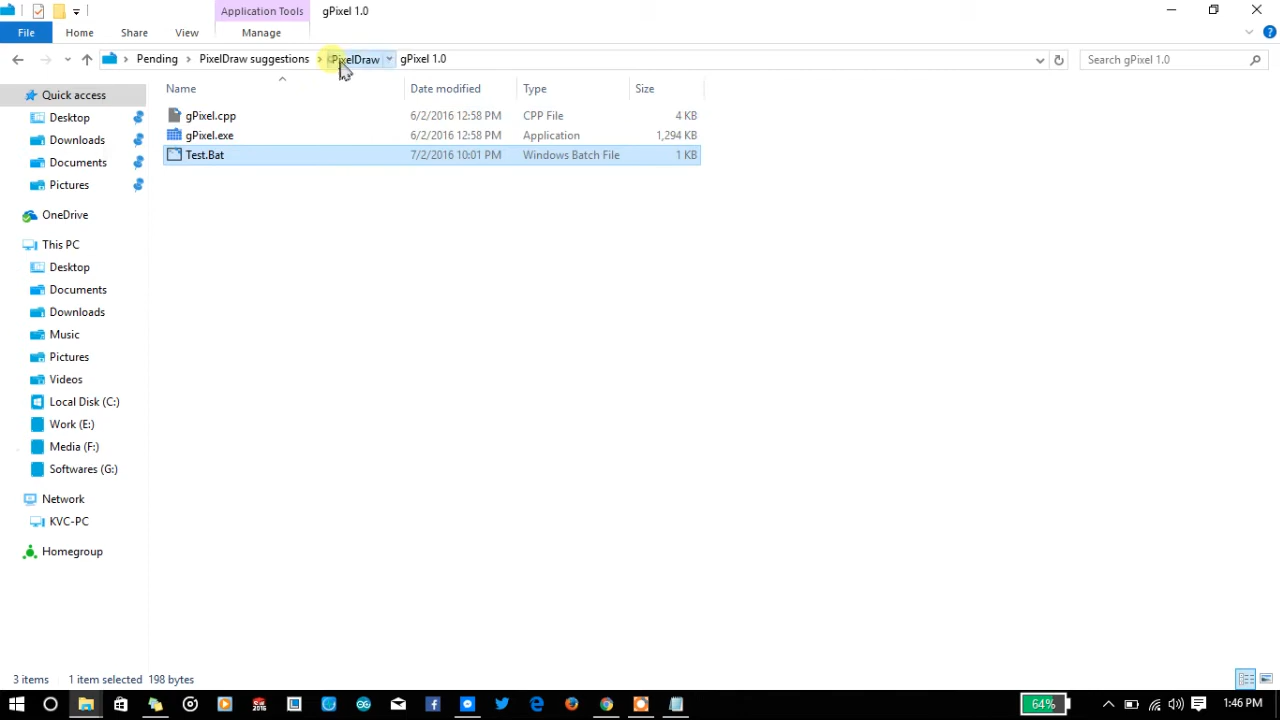 Application Tools gPixel 1.0
File Home Share View Manage
Pending PixelDraw suggestions PixelDraw gPixel 1.0 Search gPixel 1.0
Name Date modified Type Size
Quick access
Desktop
Downloads
Documents
Pictures
OneDrive
This PC
Desktop
Documents
Downloads
Music
Pictures
Videos
Local Disk (C:)
Work (E:)
Media (F:)
Softwares (G:)
Network
KVC-PC
Homegroup
gPixel.cpp 6/2/2016 12:58 PM CPP File 4 KB
gPixel.exe 6/2/2016 12:58 PM Application 1,294 KB
Test.Bat 7/2/2016 10:01 PM Windows Batch File 1 KB
3 items 1 item selected 198 bytes
64% 1:46 PM